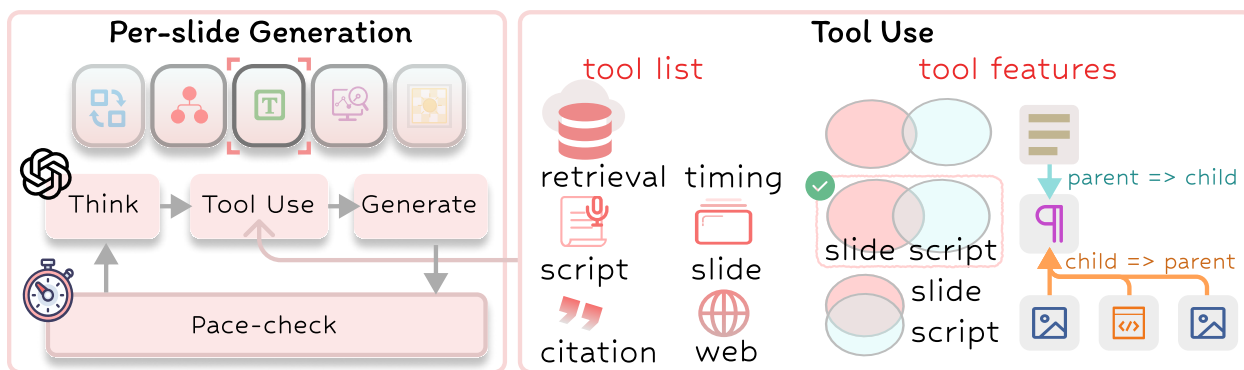 Per-slide Generation
T
Think
Tool Use
Generate
Pace-check
Tool Use
tool list
retrieval
timing
script
slide
citation
web
tool features
slide script
slide
script
parent => child
¶
child => parent
</>